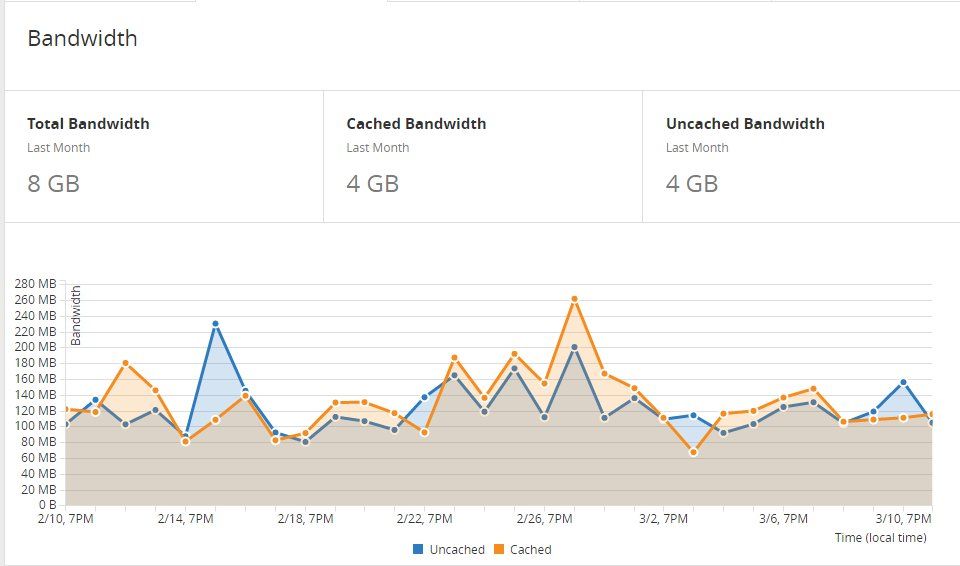 Bandwidth
Total Bandwidth
Last Month
8 GB
Cached Bandwidth
Last Month
4 GB
Uncached Bandwidth
Last Month
4 GB
280 MB
260 MB
240 MB
220 MB
200 MB
180 MB
160 MB
140 MB
120 MB
100 MB
80 MB
60 MB
40 MB
20 MB
0 B
Bandwidth
2/10, 7PM 2/14, 7PM 2/18, 7PM 2/22, 7PM 2/26, 7PM 3/2, 7PM 3/6, 7PM 3/10, 7PM
Time (local time)
Uncached Cached